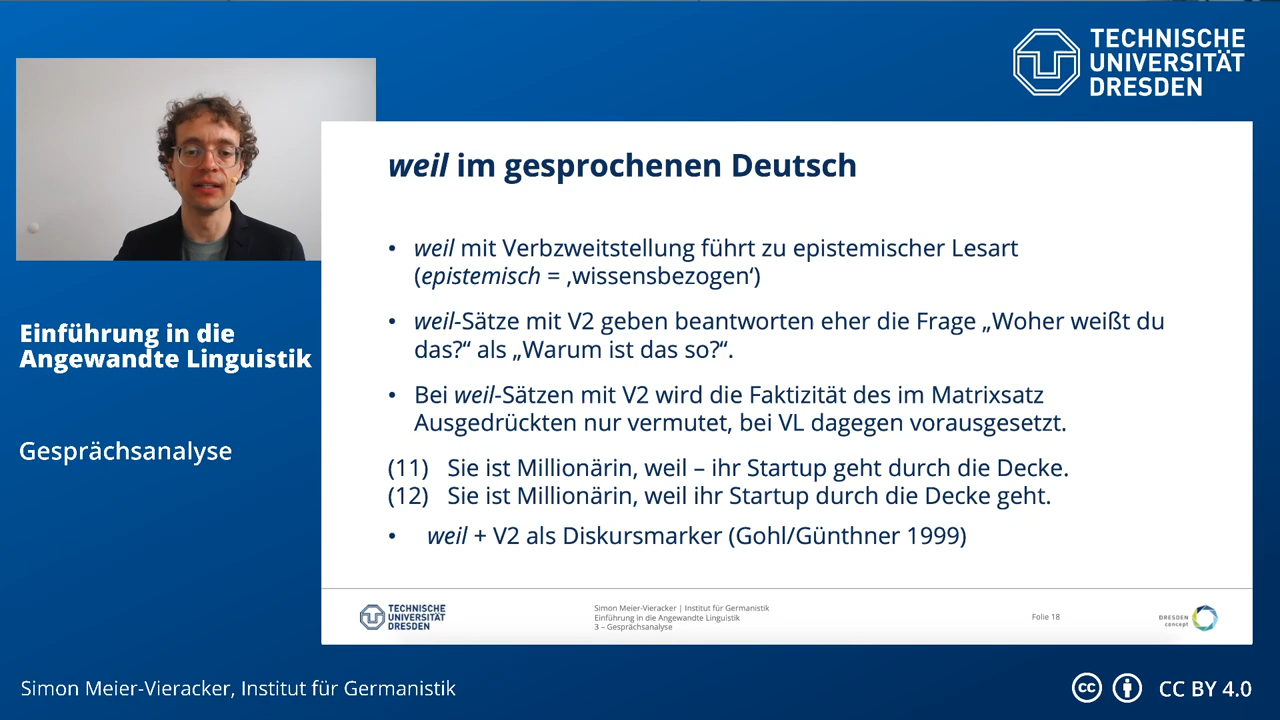 TECHNISCHE
UNIVERSITÄT
DRESDEN
weil im gesprochenen Deutsch
• weil mit Verbzweitstellung führt zu epistemischer Lesart
(epistemisch = ‚wissensbezogen‘)
• weil-Sätze mit V2 geben beantworten eher die Frage „Woher weißt du
das?“ als „Warum ist das so?“.
• Bei weil-Sätzen mit V2 wird die Faktizität des im Matrixsatz
Ausgedrückten nur vermutet, bei VL dagegen vorausgesetzt.
(11) Sie ist Millionärin, weil – ihr Startup geht durch die Decke.
(12) Sie ist Millionärin, weil ihr Startup durch die Decke geht.
• weil + V2 als Diskursmarker (Gohl/Günthner 1999)
TECHNISCHE
UNIVERSITÄT
DRESDEN
Simon Meier-Vieracker | Institut für Germanistik
Einführung in die Angewandte Linguistik
3 – Gesprächsanalyse
Folie 18
DRESDEN
concept
Einführung in die
Angewandte Linguistik
Gesprächsanalyse
Simon Meier-Vieracker, Institut für Germanistik
cc CC BY 4.0